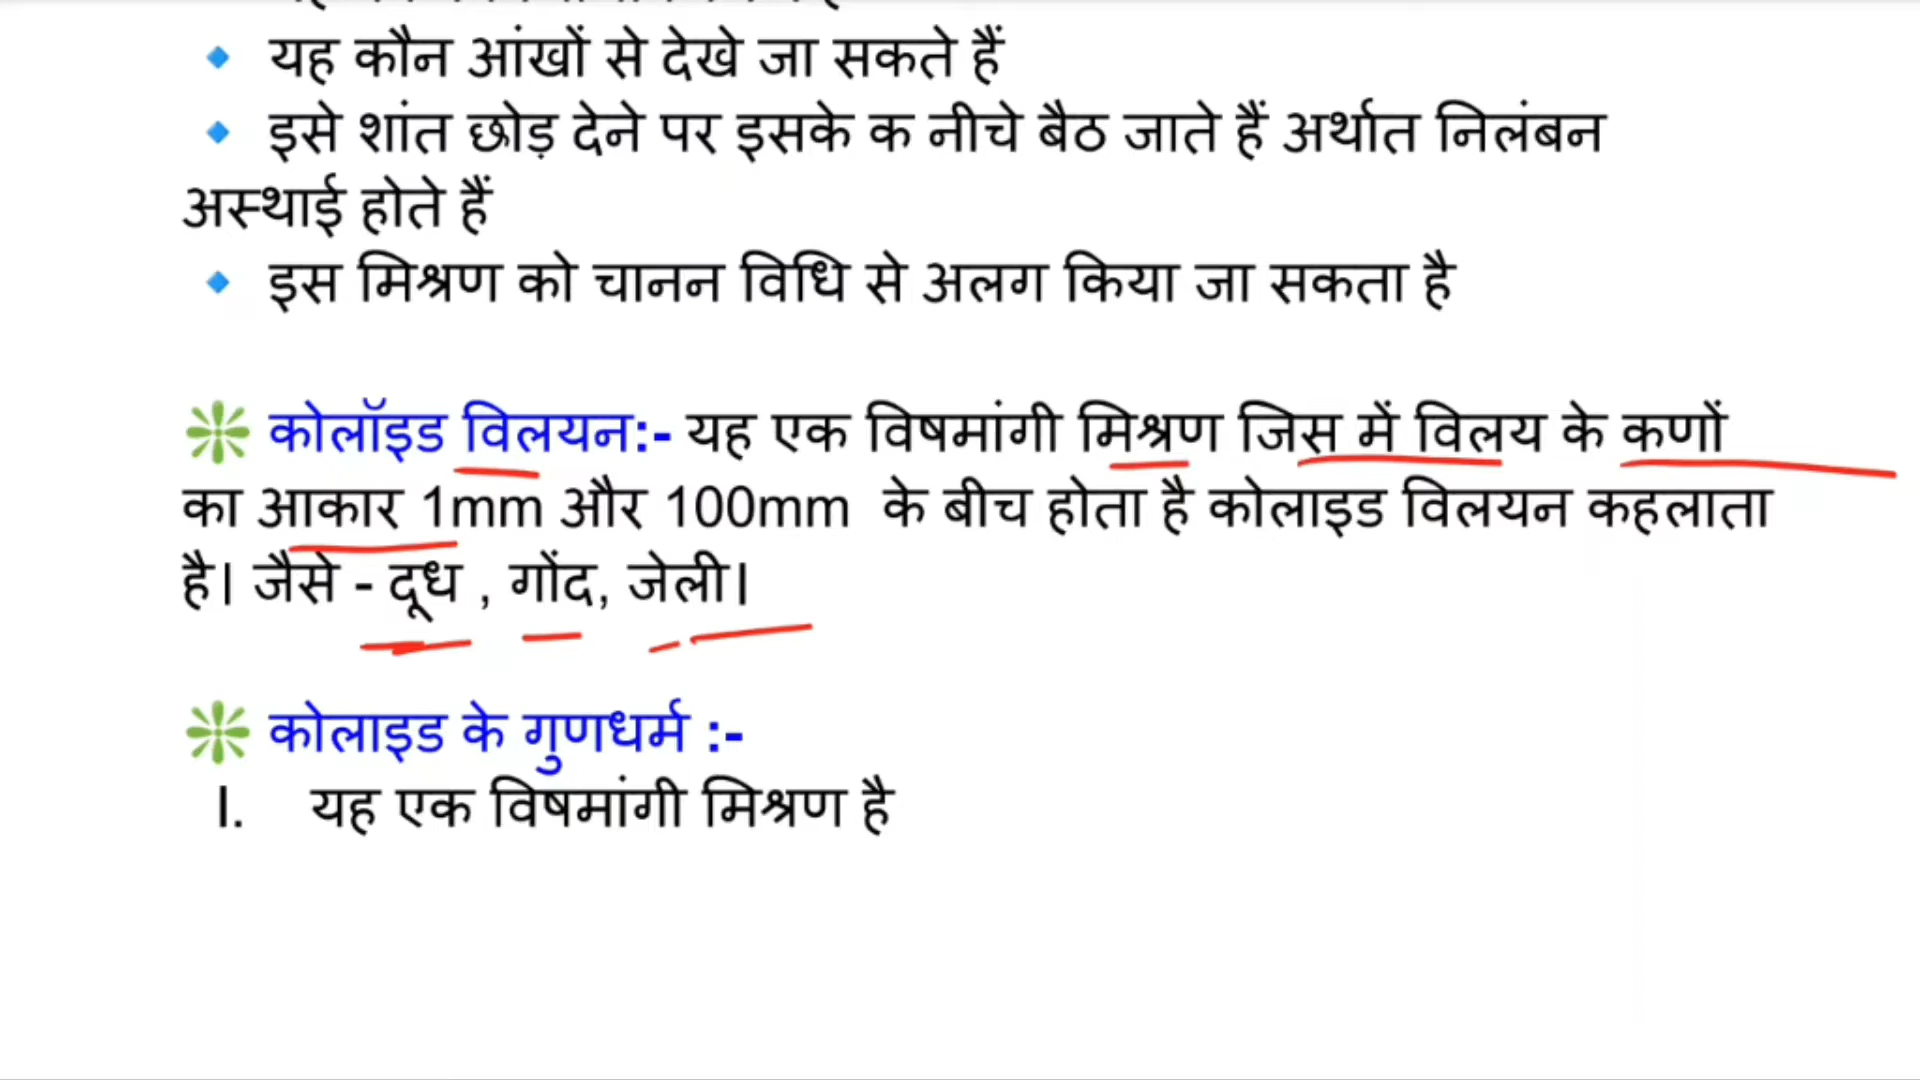 यह कौन आंखों से देखे जा सकते हैं
इसे शांत छोड़ देने पर इसके क नीचे बैठ जाते हैं अर्थात निलंबन
अस्थाई होते हैं
इस मिश्रण को चानन विधि से अलग किया जा सकता है
कोलॉइड विलयन:- यह एक विषमांगी मिश्रण जिस में विलय के कणों
का आकार 1mm और 100mm के बीच होता है कोलाइड विलयन कहलाता
है। जैसे - दूध , गोंद, जेली।
कोलाइड के गुणधर्म :-
I. यह एक विषमांगी मिश्रण है